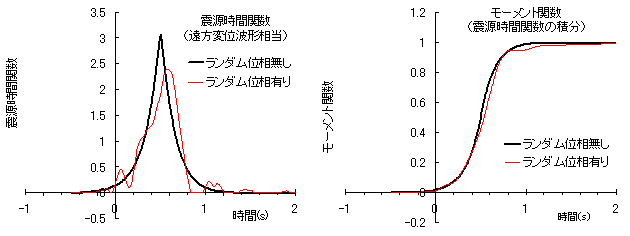 震源時間関数
(遠方変位波形相当)
ランダム位相無し
ランダム位相有り
震源時間関数
3.5
3
2.5
2
1.5
1
0.5
0
-0.5
-1
0
1
2
時間(s)
モーメント関数
(震源時間関数の積分)
ランダム位相無し
ランダム位相有り
モーメント関数
1.2
1
0.8
0.6
0.4
0.2
0
-0.2
-1
0
1
2
時間(s)